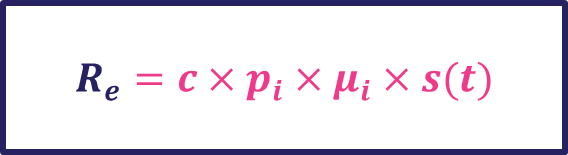 Rₑ = c × pᵢ × μᵢ × s(t)